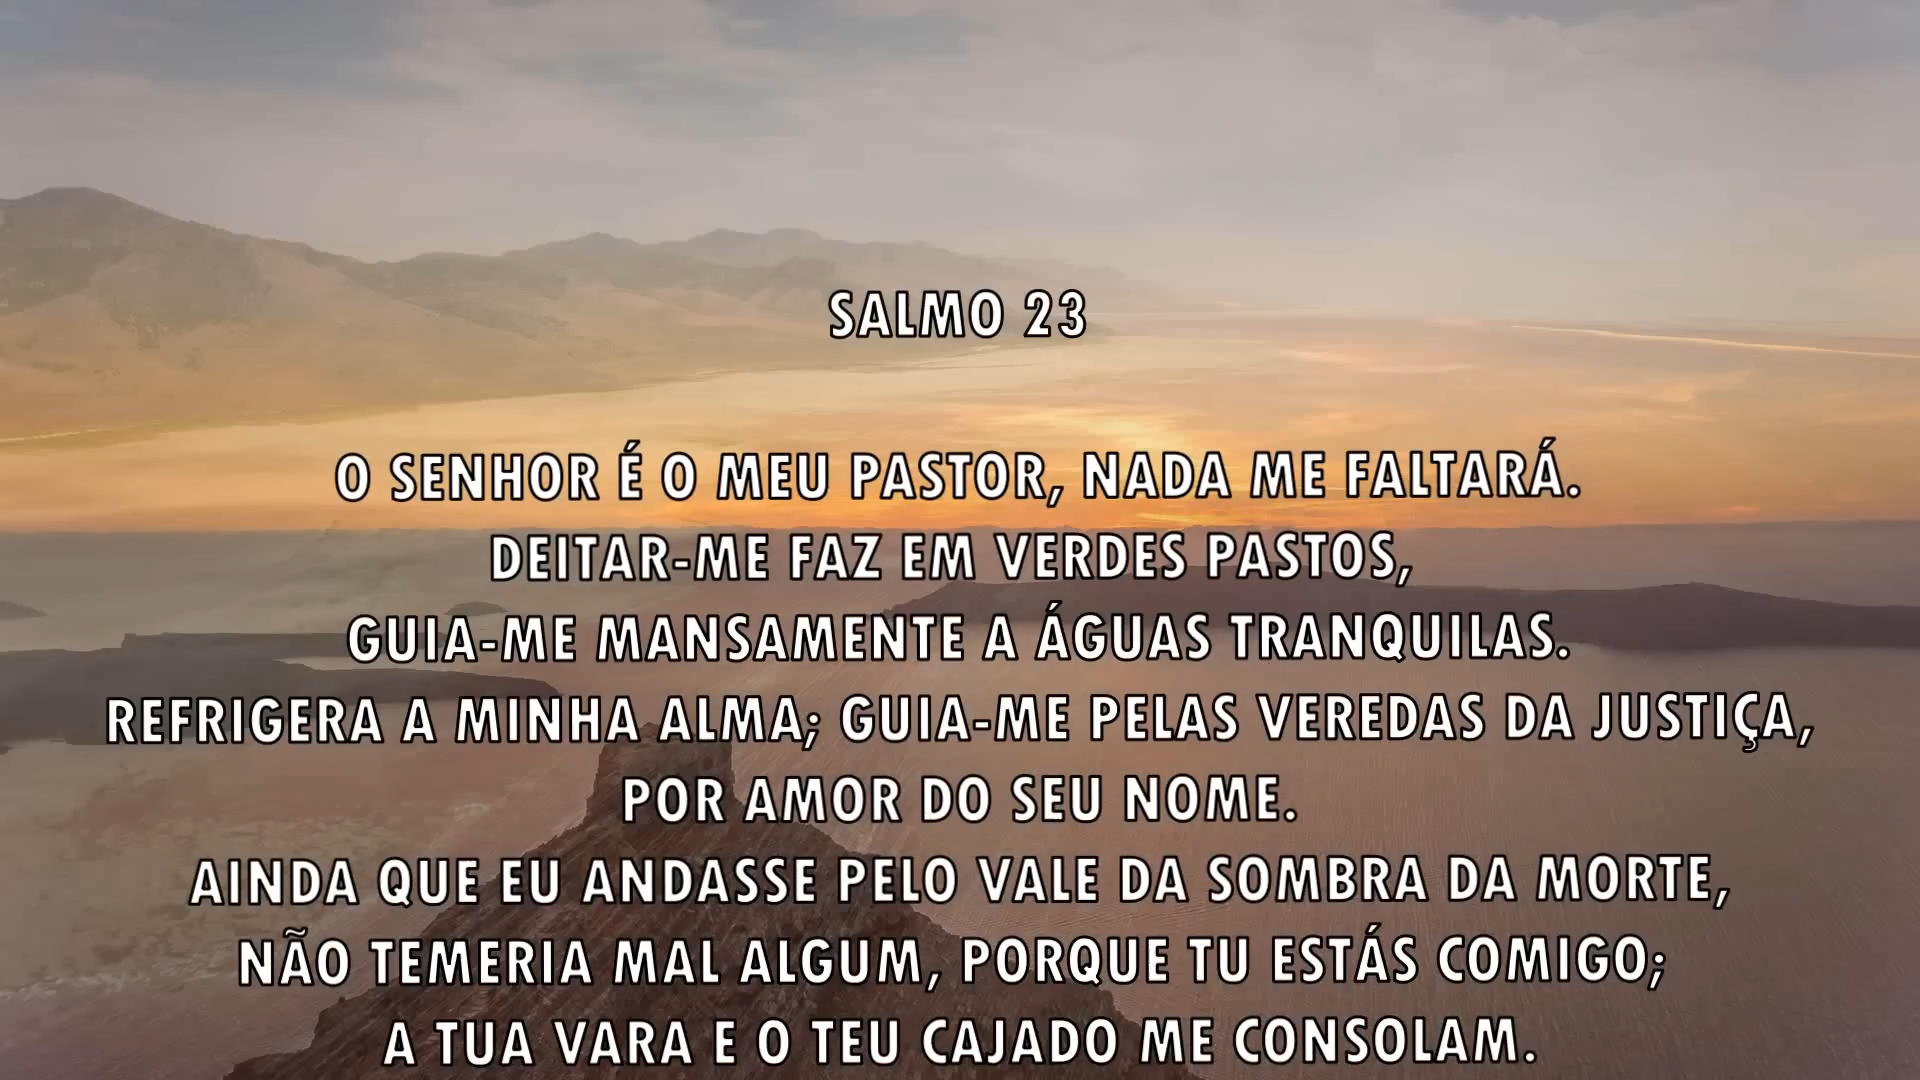 SALMO 23
O SENHOR É O MEU PASTOR, NADA ME FALTARÁ.
DEITAR-ME FAZ EM VERDES PASTOS,
GUIA-ME MANSAMENTE A ÁGUAS TRANQUILAS.
REFRIGERA A MINHA ALMA; GUIA-ME PELAS VEREDAS DA JUSTIÇA,
POR AMOR DO SEU NOME.
AINDA QUE EU ANDASSE PELO VALE DA SOMBRA DA MORTE,
NÃO TEMERIA MAL ALGUM, PORQUE TU ESTÁS COMIGO;
A TUA VARA E O TEU CAJADO ME CONSOLAM.